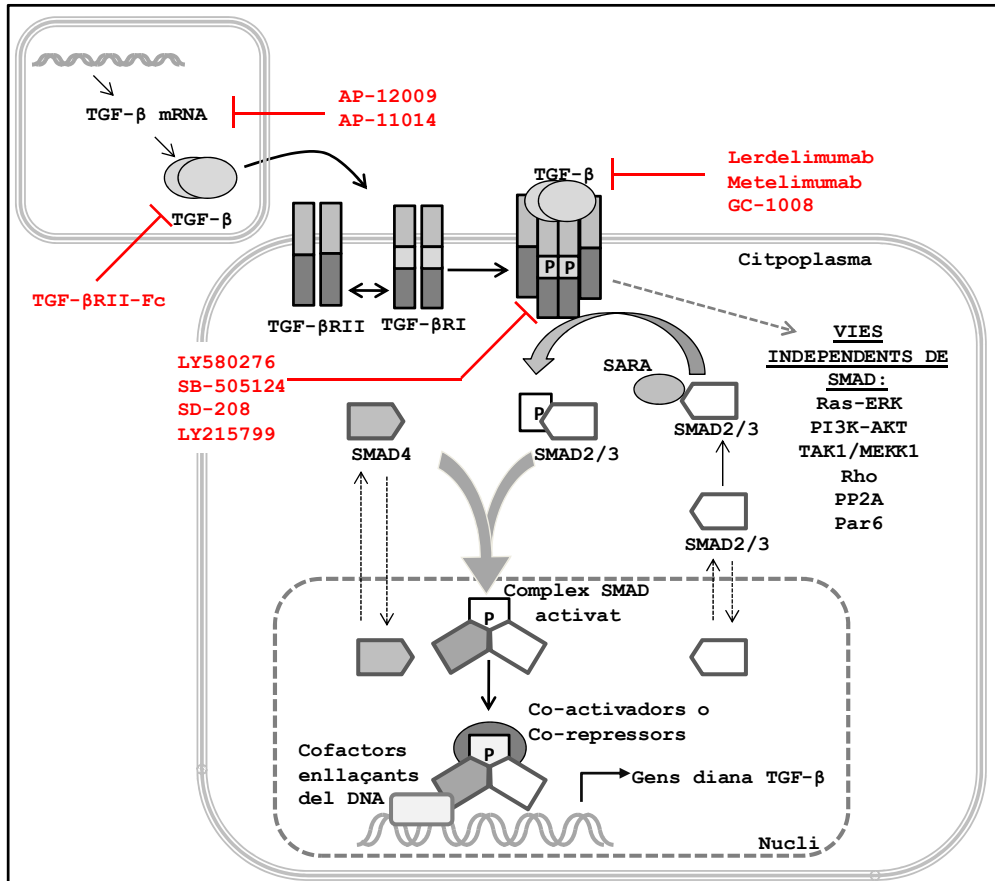 AP-12009
AP-11014
TGF-β mRNA
TGF-β
TGF-βRII-Fc
Lerdelimumab
Metelimumab
GC-1008
TGF-β
P P
Citpoplasma
TGF-βRII
TGF-βRI
LY580276
SB-505124
SD-208
LY215799
VIES
INDEPENDENTS DE
SMAD:
Ras-ERK
PI3K-AKT
TAK1/MEKK1
Rho
PP2A
Par6
SARA
SMAD2/3
P
SMAD2/3
SMAD4
SMAD2/3
Complex SMAD
activat
P
Co-activadors o
Co-repressors
P
Cofactors
enllaçants
del DNA
Gens diana TGF-β
Nucli